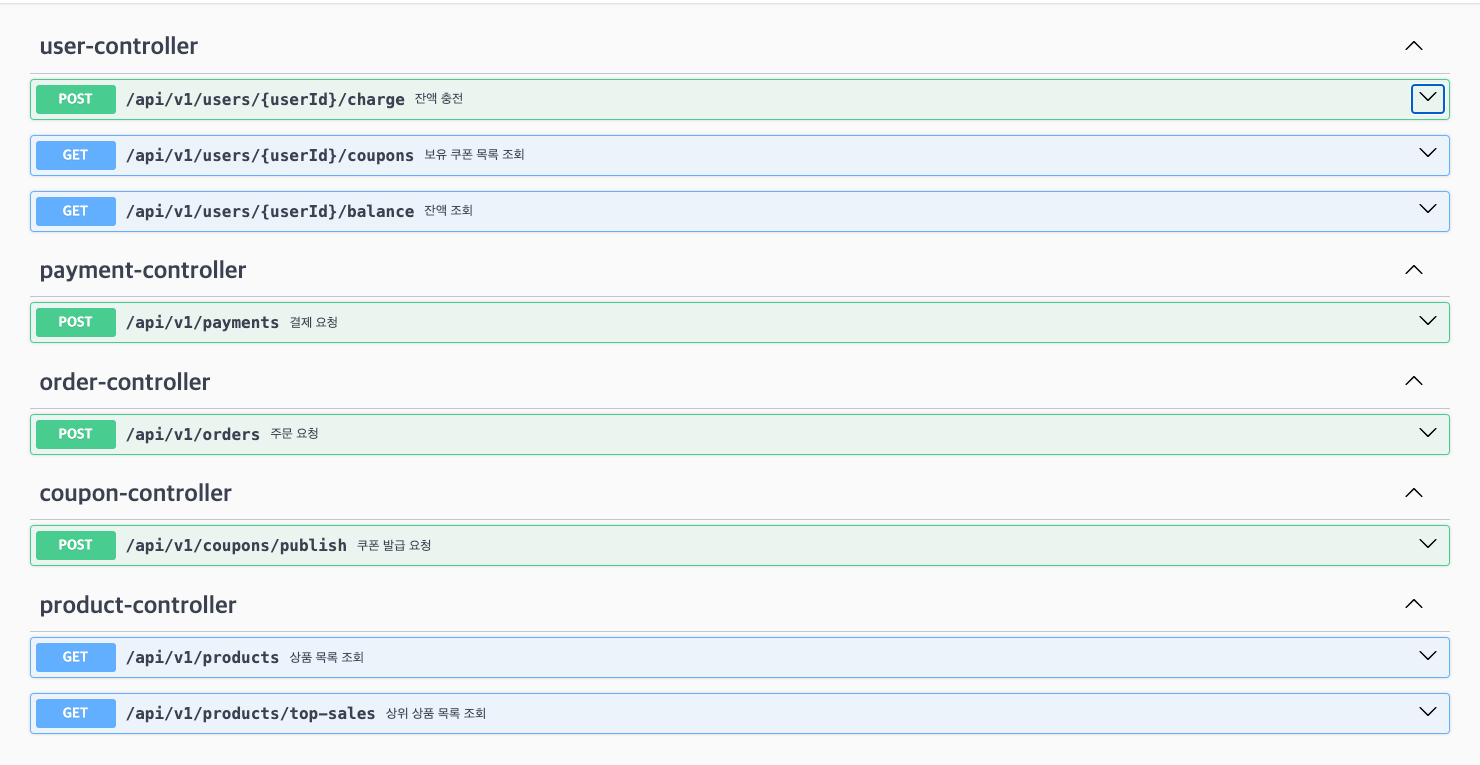 user-controller
POST /api/v1/users/{userId}/charge 잔액 충전
GET /api/v1/users/{userId}/coupons 보유 쿠폰 목록 조회
GET /api/v1/users/{userId}/balance 잔액 조회
payment-controller
POST /api/v1/payments 결제 요청
order-controller
POST /api/v1/orders 주문 요청
coupon-controller
POST /api/v1/coupons/publish 쿠폰 발급 요청
product-controller
GET /api/v1/products 상품 목록 조회
GET /api/v1/products/top-sales 상위 상품 목록 조회